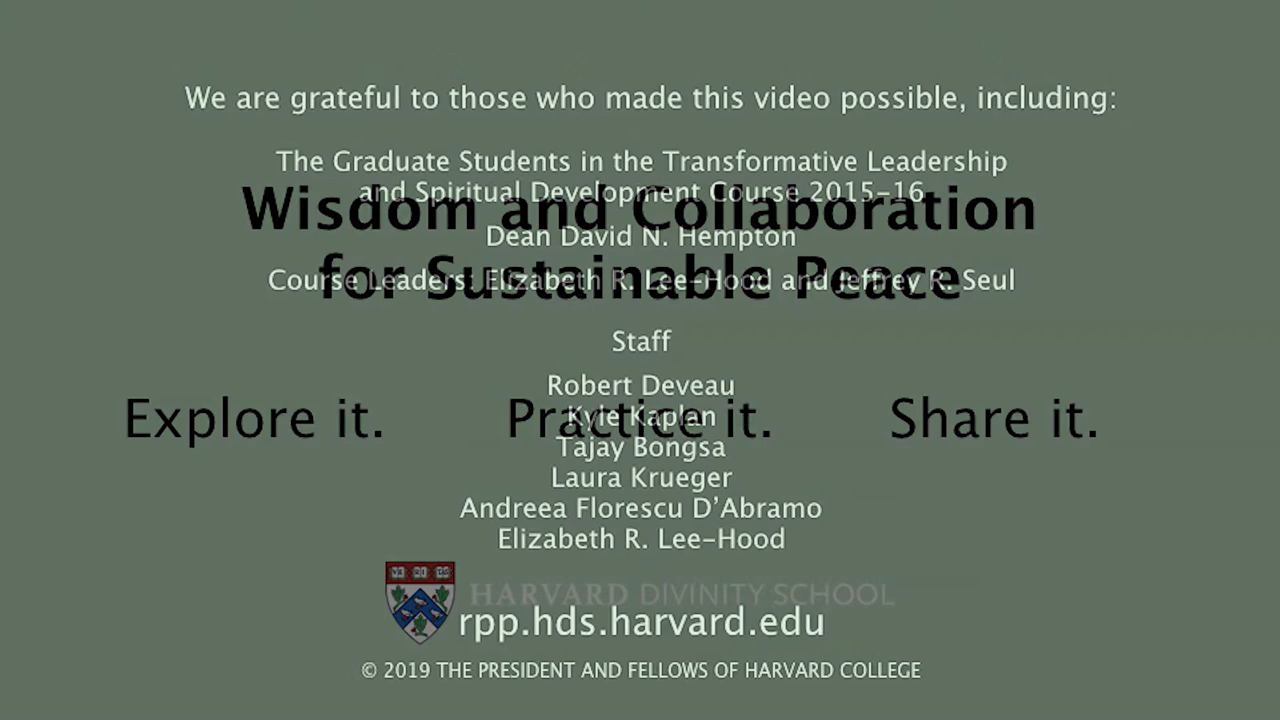 We are grateful to those who made this video possible, including:
The Graduate Students in the Transformative Leadership
and Spiritual Development Course 2015-16
Wisdom and Collaboration
Dean David N. Hempton
for Sustainable Peace
Course Leaders: Elizabeth R. Lee-Hood and Jeffrey R. Seul
Staff
Robert Deveau
Explore it. Practice it. Share it.
Kyle Kaplan
Tajay Bongsa
Laura Krueger
Andreea Florescu D’Abramo
Elizabeth R. Lee-Hood
VE RI TAS
HARVARD DIVINITY SCHOOL
rpp.hds.harvard.edu
© 2019 THE PRESIDENT AND FELLOWS OF HARVARD COLLEGE